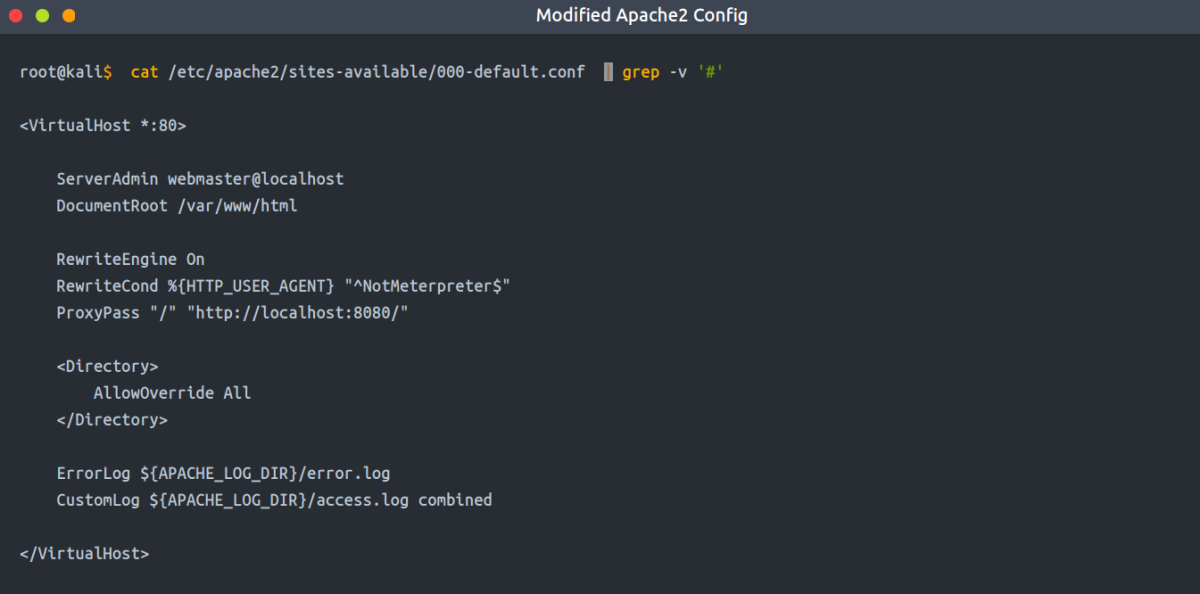 Modified Apache2 Config
root@kali$ cat /etc/apache2/sites-available/000-default.conf | grep -v '#'
<VirtualHost *:80>
ServerAdmin webmaster@localhost
DocumentRoot /var/www/html
RewriteEngine On
RewriteCond %{HTTP_USER_AGENT} "^NotMeterpreter$"
ProxyPass "/" "http://localhost:8080/"
<Directory>
AllowOverride All
</Directory>
ErrorLog ${APACHE_LOG_DIR}/error.log
CustomLog ${APACHE_LOG_DIR}/access.log combined
</VirtualHost>